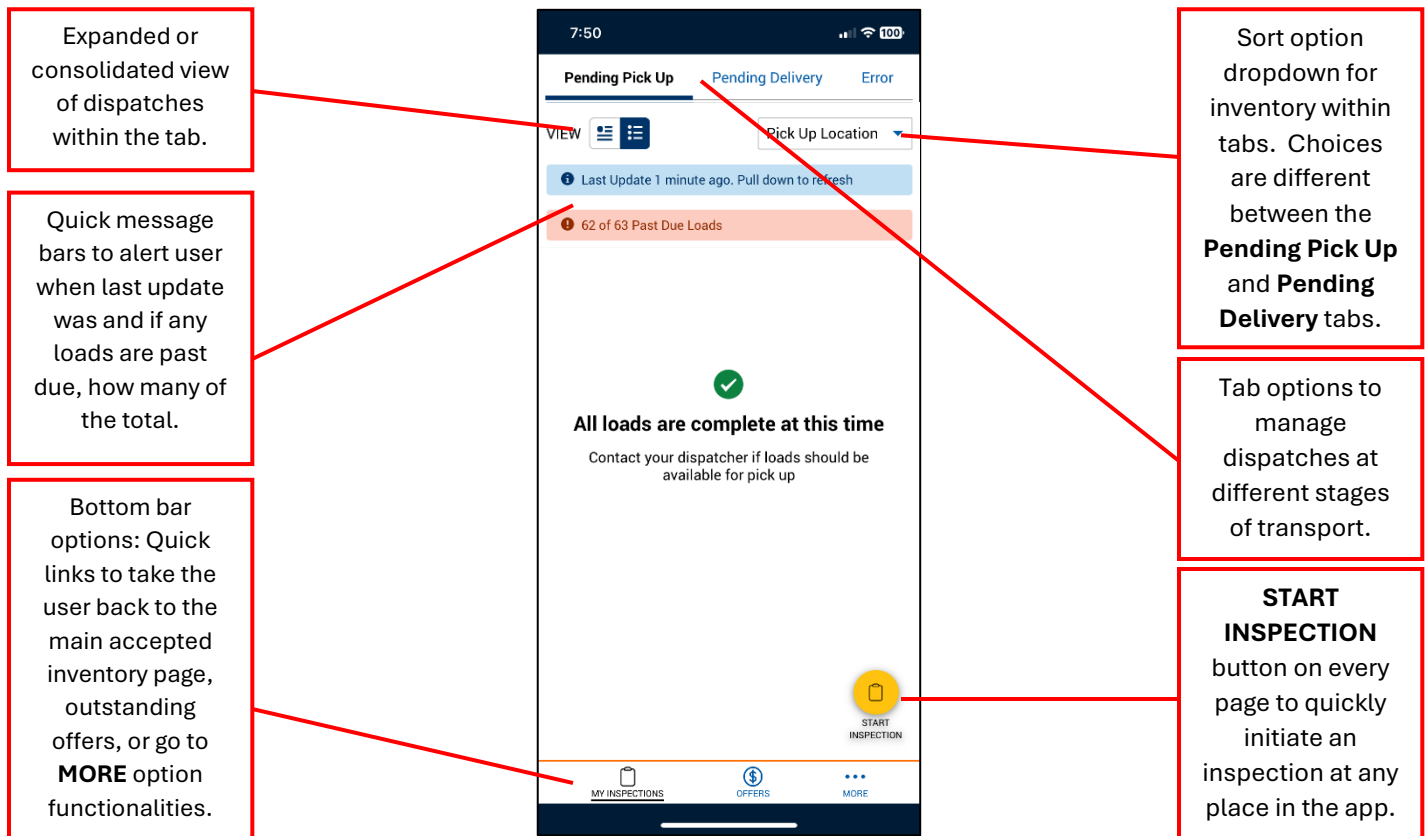 Expanded or
consolidated view
of dispatches
within the tab.
Quick message
bars to alert user
when last update
was and if any
loads are past
due, how many of
the total.
Bottom bar
options: Quick
links to take the
user back to the
main accepted
inventory page,
outstanding
offers, or go to
MORE option
functionalities.
7:50
100
Pending Pick Up Pending Delivery Error
VIEW Pick Up Location
Last Update 1 minute ago. Pull down to refresh
62 of 63 Past Due Loads
All loads are complete at this time
Contact your dispatcher if loads should be
available for pick up
START
INSPECTION
MY INSPECTIONS OFFERS MORE
Sort option
dropdown for
inventory within
tabs. Choices
are different
between the
Pending Pick Up
and Pending
Delivery tabs.
Tab options to
manage
dispatches at
different stages
of transport.
START
INSPECTION
button on every
page to quickly
initiate an
inspection at any
place in the app.